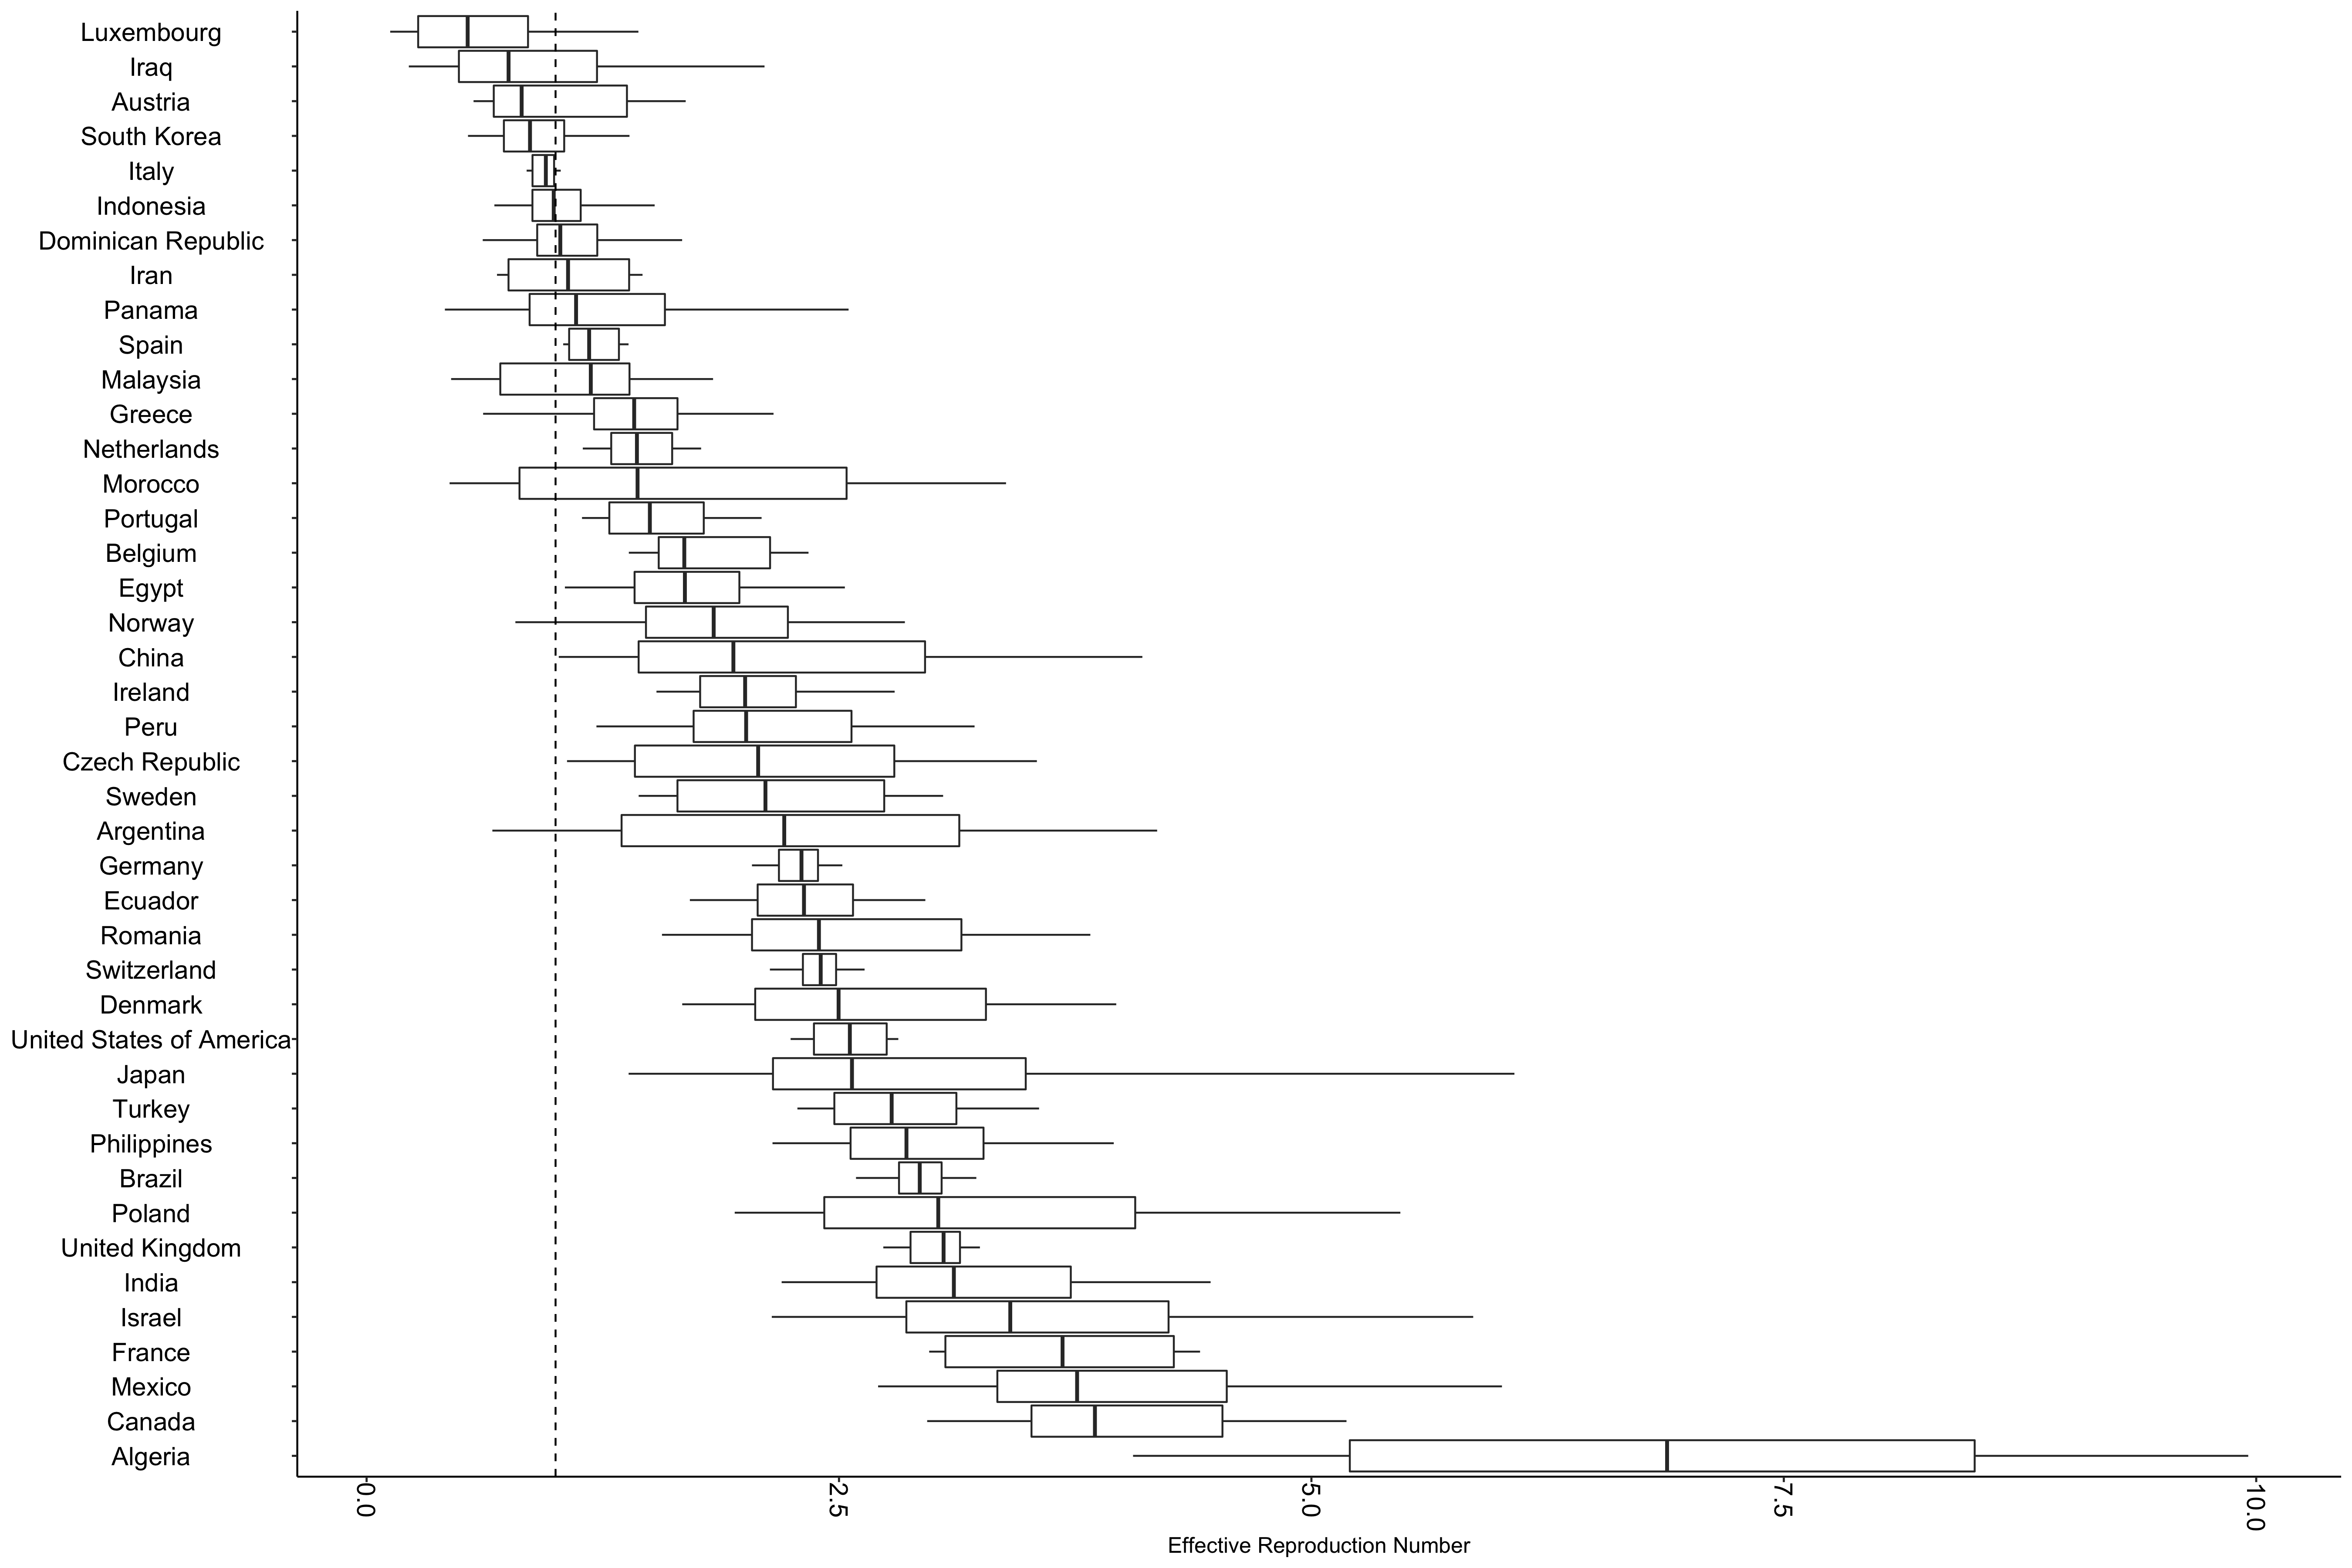 Luxembourg
Iraq
Austria
South Korea
Italy
Indonesia
Dominican Republic
Iran
Panama
Spain
Malaysia
Greece
Netherlands
Morocco
Portugal
Belgium
Egypt
Norway
China
Ireland
Peru
Czech Republic
Sweden
Argentina
Germany
Ecuador
Romania
Switzerland
Denmark
United States of America
Japan
Turkey
Philippines
Brazil
Poland
United Kingdom
India
Israel
France
Mexico
Canada
Algeria
0.0
2.5
5.0
7.5
10.0
Effective Reproduction Number